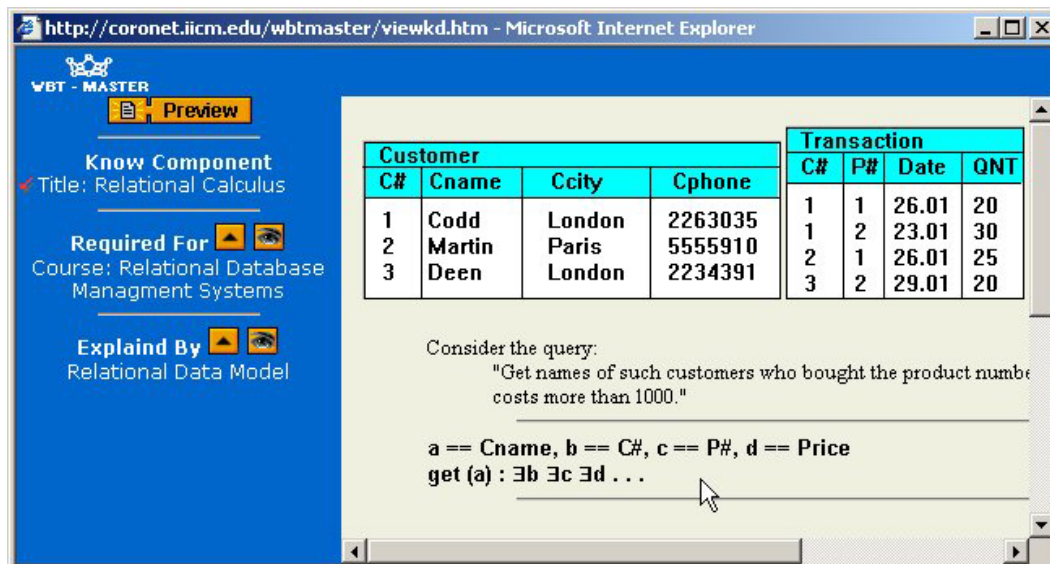 http://coronet.iicm.edu/wbtmaster/viewkd.htm - Microsoft Internet Explorer
WBT - MASTER
Preview
Know Component
Title: Relational Calculus
Required For
Course: Relational Database
Managment Systems
Explaind By
Relational Data Model
Customer
C# Cname Ccity Cphone
1 Codd London 2263035
2 Martin Paris 5555910
3 Deen London 2234391
Transaction
C# P# Date QNT
1 1 26.01 20
1 2 23.01 30
2 1 26.01 25
3 2 29.01 20
Consider the query:
"Get names of such customers who bought the product numbe
costs more than 1000."
a == Cname, b == C#, c == P#, d == Price
get (a) : ∃b ∃c ∃d . . .